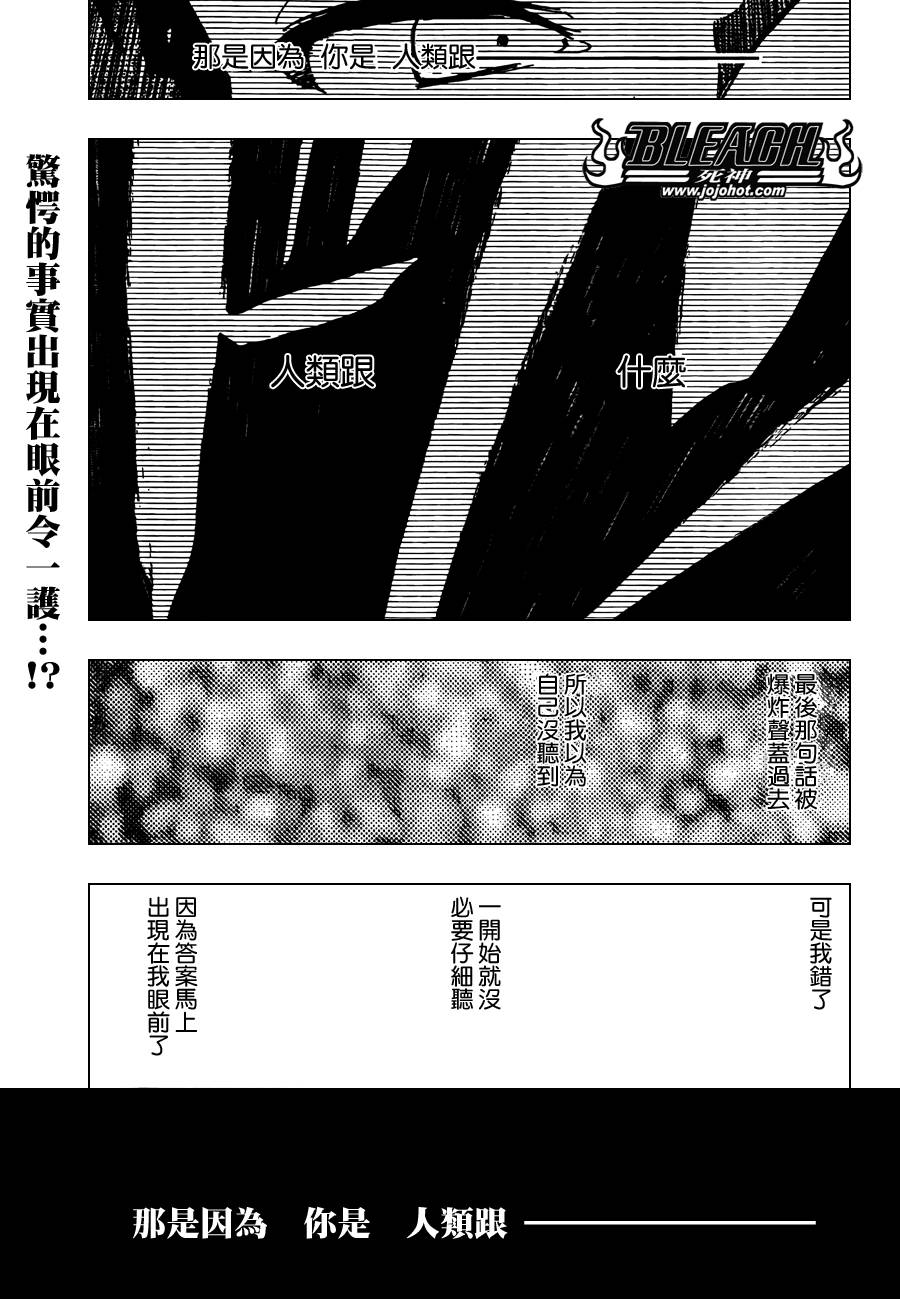 那是因為 你是 人類跟——
BLEACH
死神
www.jojohot.com
驚愕的事實出現在眼前令一護…!?
什麼
人類跟
最後那句話被
爆炸聲蓋過去
所以我以為
自己沒聽到
可是我錯了
一開始就沒
必要仔細聽
因為答案馬上
出現在我眼前了
那是因為 你是 人類跟——